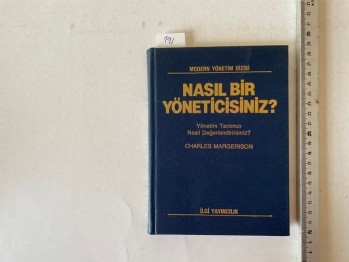 MODERN YÖNETİM DİZİSİ
NASIL BİR
YÖNETİCİSİNİZ?
Yönetim Tarzınızı
Nasıl Değerlendirirsiniz?
CHARLES MARGERISON
İLGİ YAYINCILIK